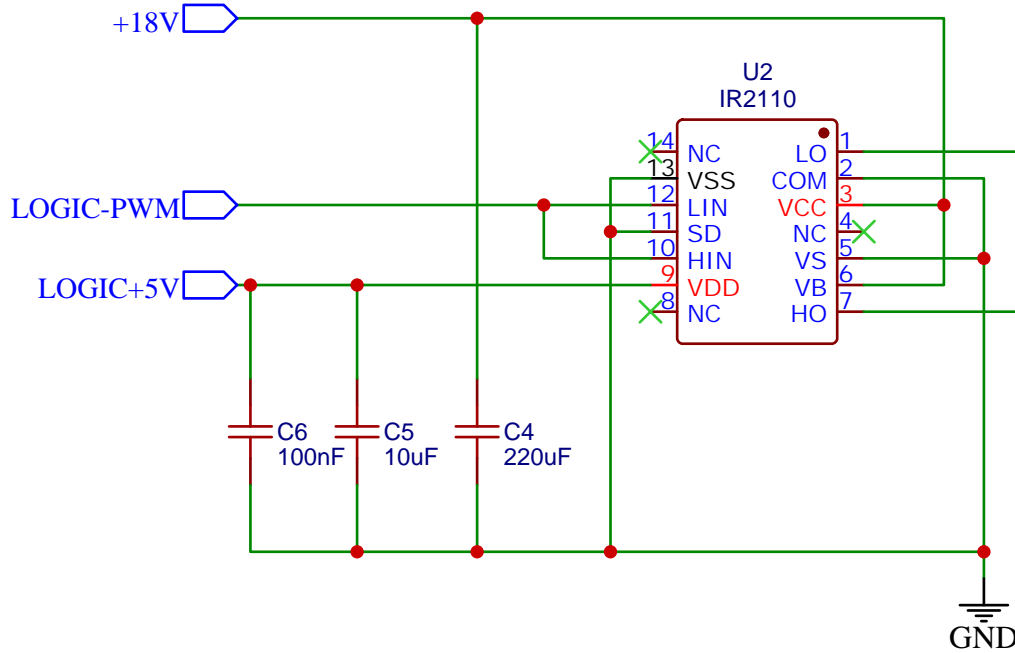 +18V
U2
IR2110
14 NC LO 1
13 VSS COM 2
LOGIC-PWM 12 LIN VCC 3
11 SD NC 4
10 HIN VS 5
LOGIC+5V 9 VDD VB 6
8 NC HO 7
C6 C5 C4
100nF 10uF 220uF
GND